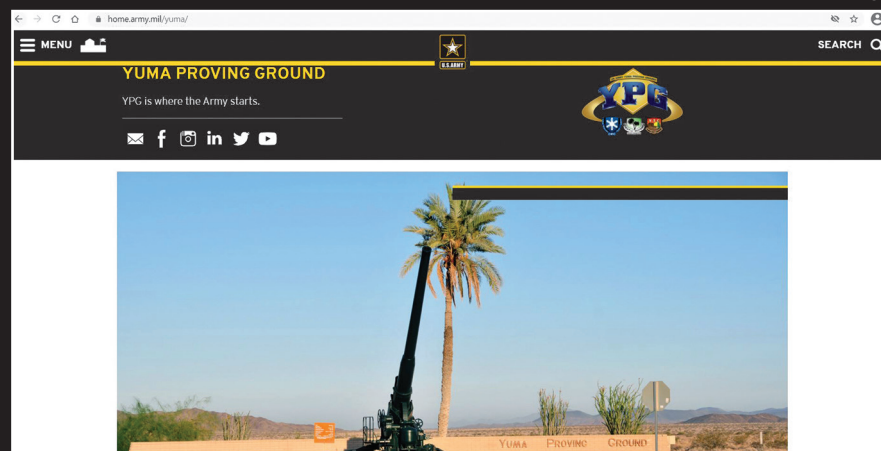 home.army.mil/yuma/
MENU
U.S.ARMY
SEARCH
YUMA PROVING GROUND
YPG is where the Army starts.
YPG
YUMA PROVING GROUND